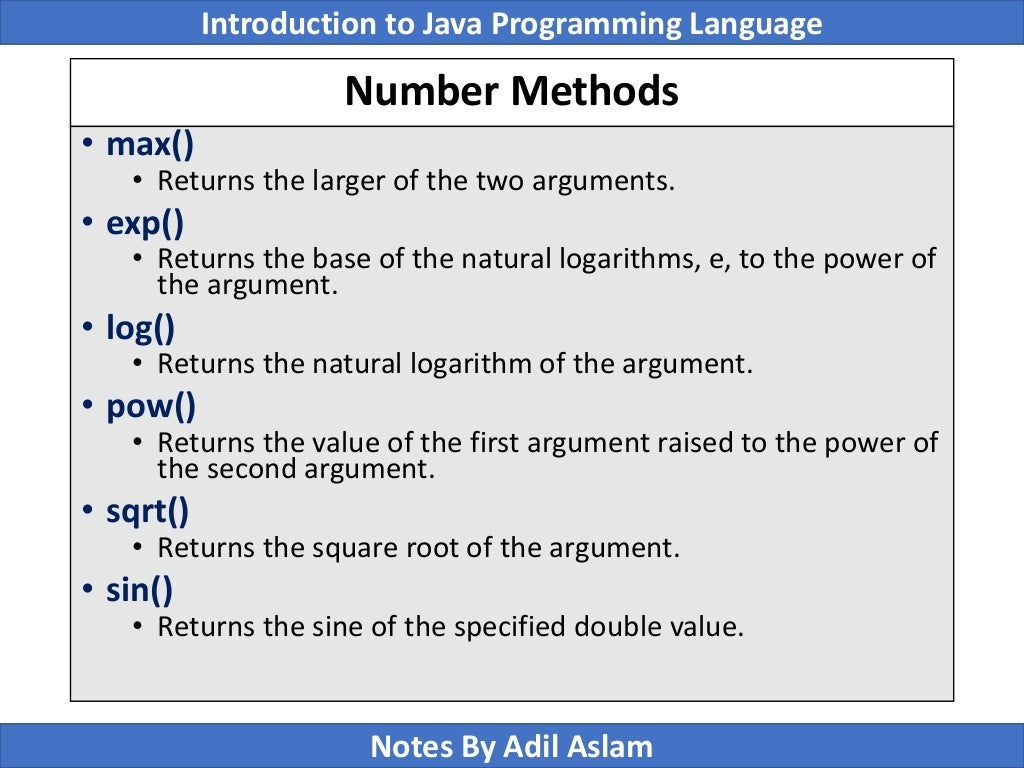 Introduction to Java Programming Language
Number Methods
• max()
• Returns the larger of the two arguments.
• exp()
• Returns the base of the natural logarithms, e, to the power of
the argument.
• log()
• Returns the natural logarithm of the argument.
• pow()
• Returns the value of the first argument raised to the power of
the second argument.
• sqrt()
• Returns the square root of the argument.
• sin()
• Returns the sine of the specified double value.
Notes By Adil Aslam